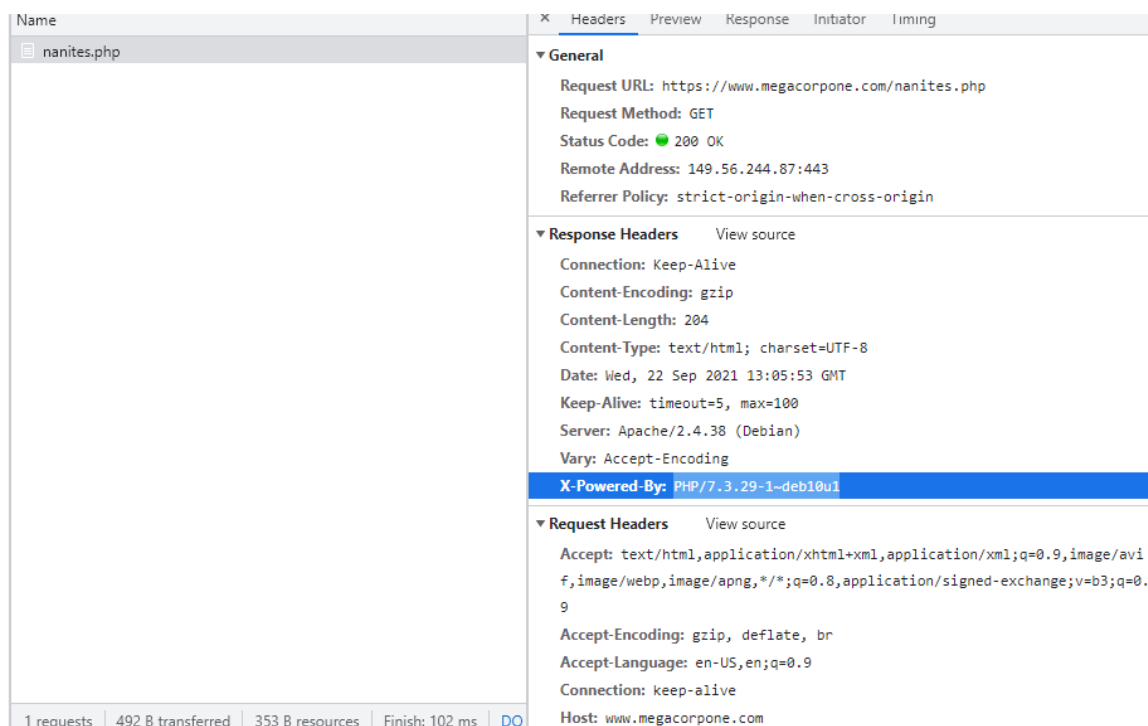 Name
nanites.php
1 requests | 492 B transferred | 353 B resources | Finish: 102 ms | DO
× Headers Preview Response Initiator Timing
▼ General
Request URL: https://www.megacorpone.com/nanites.php
Request Method: GET
Status Code: 200 OK
Remote Address: 149.56.244.87:443
Referrer Policy: strict-origin-when-cross-origin
▼ Response Headers View source
Connection: Keep-Alive
Content-Encoding: gzip
Content-Length: 204
Content-Type: text/html; charset=UTF-8
Date: Wed, 22 Sep 2021 13:05:53 GMT
Keep-Alive: timeout=5, max=100
Server: Apache/2.4.38 (Debian)
Vary: Accept-Encoding
X-Powered-By: PHP/7.3.29-1~deb10u1
▼ Request Headers View source
Accept: text/html,application/xhtml+xml,application/xml;q=0.9,image/avi
f,image/webp,image/apng,*/*;q=0.8,application/signed-exchange;v=b3;q=0.
9
Accept-Encoding: gzip, deflate, br
Accept-Language: en-US,en;q=0.9
Connection: keep-alive
Host: www.megacorpone.com